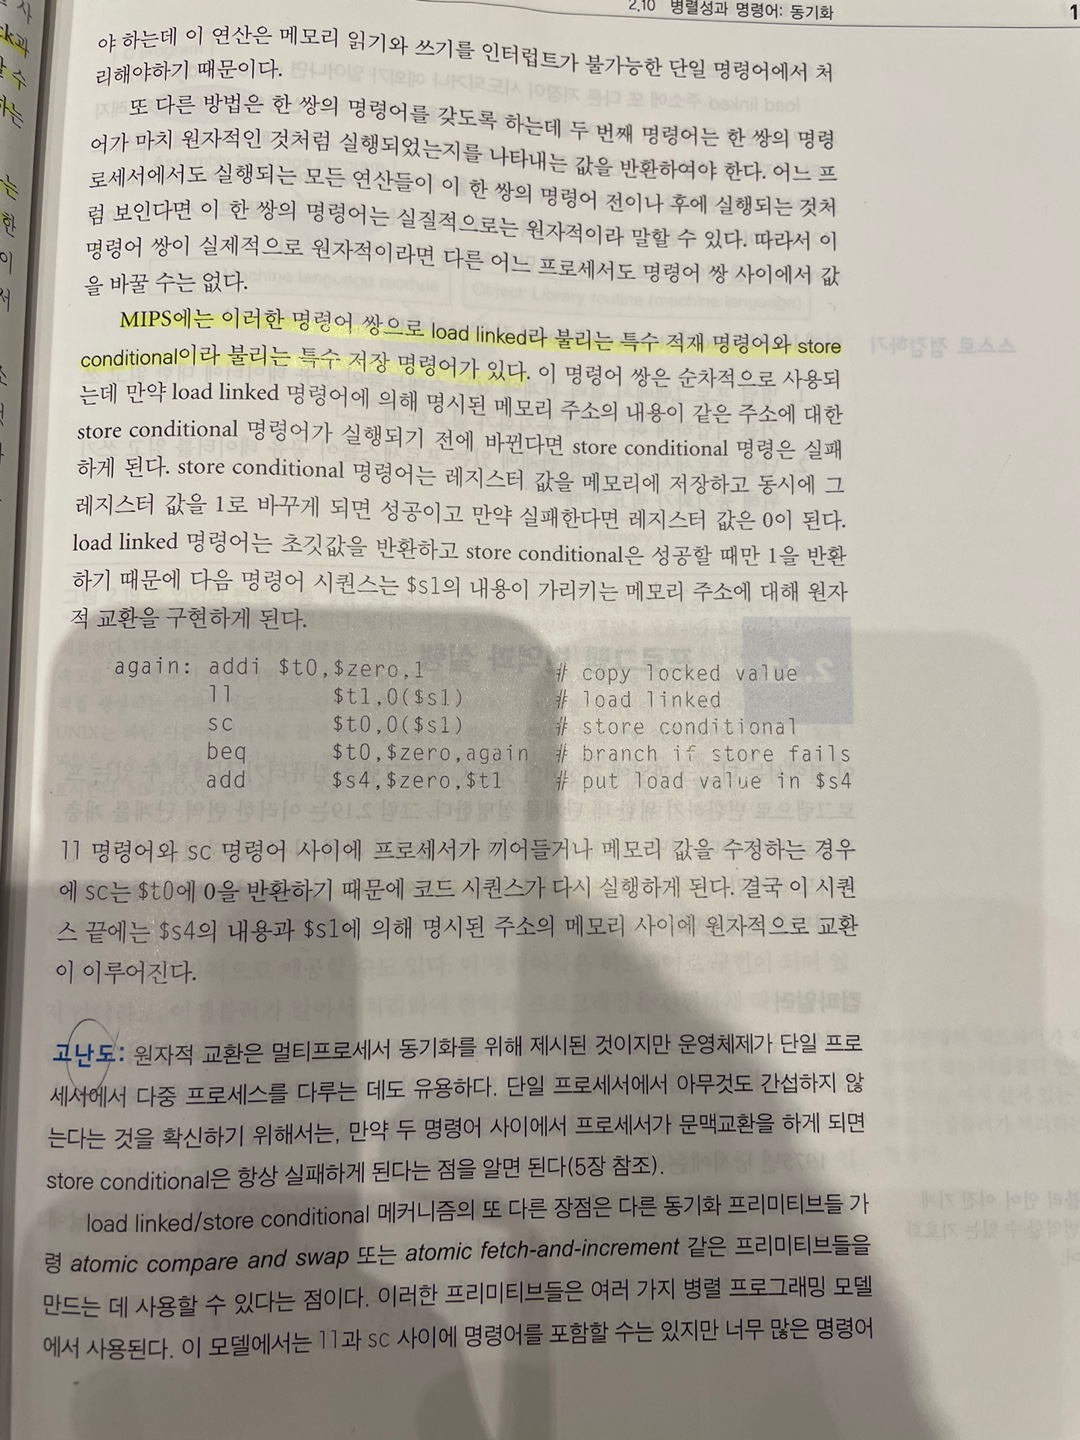 2.10 병렬성과 명령어: 동기화
야 하는데 이 연산은 메모리 읽기와 쓰기를 인터럽트가 불가능한 단일 명령어에서 처
리해야하기 때문이다.
또 다른 방법은 한 쌍의 명령어를 갖도록 하는데 두 번째 명령어는 한 쌍의 명령
어가 마치 원자적인 것처럼 실행되었는지를 나타내는 값을 반환하여야 한다. 어느 프
로세서에서도 실행되는 모든 연산들이 이 한 쌍의 명령어 전이나 후에 실행되는 것처
럼 보인다면 이 한 쌍의 명령어는 실질적으로는 원자적이라 말할 수 있다. 따라서 이
명령어 쌍이 실제적으로 원자적이라면 다른 어느 프로세서도 명령어 쌍 사이에서 값
을 바꿀 수는 없다.
MIPS에는 이러한 명령어 쌍으로 load linked라 불리는 특수 적재 명령어와 store
conditional이라 불리는 특수 저장 명령어가 있다. 이 명령어 쌍은 순차적으로 사용되
는데 만약 load linked 명령어에 의해 명시된 메모리 주소의 내용이 같은 주소에 대한
store conditional 명령어가 실행되기 전에 바뀐다면 store conditional 명령은 실패
하게 된다. store conditional 명령어는 레지스터 값을 메모리에 저장하고 동시에 그
레지스터 값을 1로 바꾸게 되면 성공이고 만약 실패한다면 레지스터 값은 0이 된다.
load linked 명령어는 초깃값을 반환하고 store conditional은 성공할 때만 1을 반환
하기 때문에 다음 명령어 시퀀스는 $s1의 내용이 가리키는 메모리 주소에 대해 원자
적 교환을 구현하게 된다.
again: addi $t0,$zero,1 # copy locked value
ll $t1,0($s1) # load linked
sc $t0,0($s1) # store conditional
beq $t0,$zero,again # branch if store fails
add $s4,$zero,$t1 # put load value in $s4
ll 명령어와 sc 명령어 사이에 프로세서가 끼어들거나 메모리 값을 수정하는 경우
에 sc는 $t0에 0을 반환하기 때문에 코드 시퀀스가 다시 실행하게 된다. 결국 이 시퀀
스 끝에는 $s4의 내용과 $s1에 의해 명시된 주소의 메모리 사이에 원자적으로 교환
이 이루어진다.
고난도: 원자적 교환은 멀티프로세서 동기화를 위해 제시된 것이지만 운영체제가 단일 프로
세서에서 다중 프로세스를 다루는 데도 유용하다. 단일 프로세서에서 아무것도 간섭하지 않
는다는 것을 확신하기 위해서는, 만약 두 명령어 사이에서 프로세서가 문맥교환을 하게 되면
store conditional은 항상 실패하게 된다는 점을 알면 된다(5장 참조).
load linked/store conditional 메커니즘의 또 다른 장점은 다른 동기화 프리미티브들 가
령 atomic compare and swap 또는 atomic fetch-and-increment 같은 프리미티브들을
만드는 데 사용할 수 있다는 점이다. 이러한 프리미티브들은 여러 가지 병렬 프로그래밍 모델
에서 사용된다. 이 모델에서는 ll과 sc 사이에 명령어를 포함할 수는 있지만 너무 많은 명령어